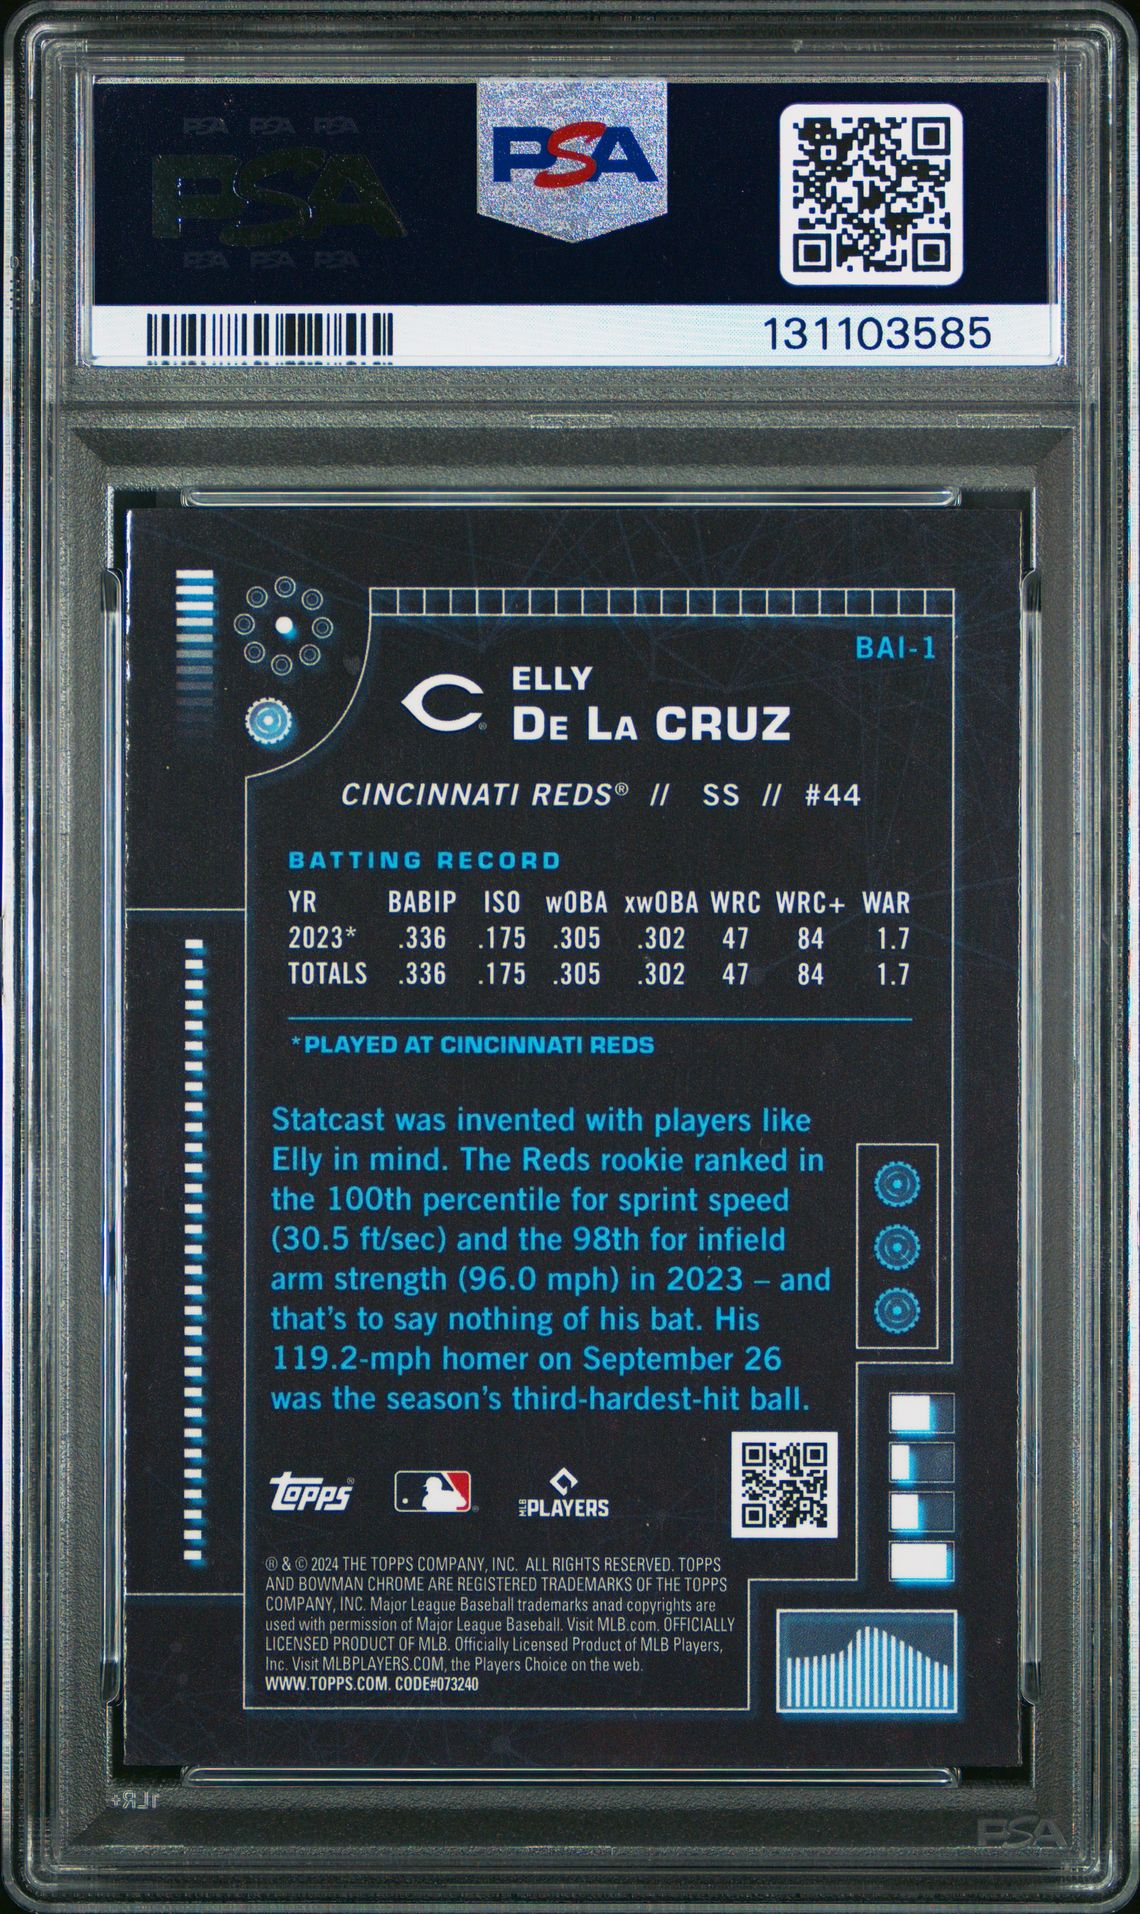 PSA PSA PSA
PSA
PSA PSA PSA
PSA
131103585
BAI-1
ELLY
DE LA CRUZ
CINCINNATI REDS® // SS // #44
BATTING RECORD
YR BABIP ISO wOBA xwOBA WRC WRC+ WAR
2023* .336 .175 .305 .302 47 84 1.7
TOTALS .336 .175 .305 .302 47 84 1.7
*PLAYED AT CINCINNATI REDS
Statcast was invented with players like
Elly in mind. The Reds rookie ranked in
the 100th percentile for sprint speed
(30.5 ft/sec) and the 98th for infield
arm strength (96.0 mph) in 2023 – and
that's to say nothing of his bat. His
119.2-mph homer on September 26
was the season's third-hardest-hit ball.
Topps®
MLB PLAYERS
® & © 2024 THE TOPPS COMPANY, INC. ALL RIGHTS RESERVED. TOPPS
AND BOWMAN CHROME ARE REGISTERED TRADEMARKS OF THE TOPPS
COMPANY, INC. Major League Baseball trademarks anad copyrights are
used with permission of Major League Baseball. Visit MLB.com. OFFICIALLY
LICENSED PRODUCT OF MLB. Officially Licensed Product of MLB Players,
Inc. Visit MLBPLAYERS.COM, the Players Choice on the web.
WWW.TOPPS.COM. CODE#073240
PSA